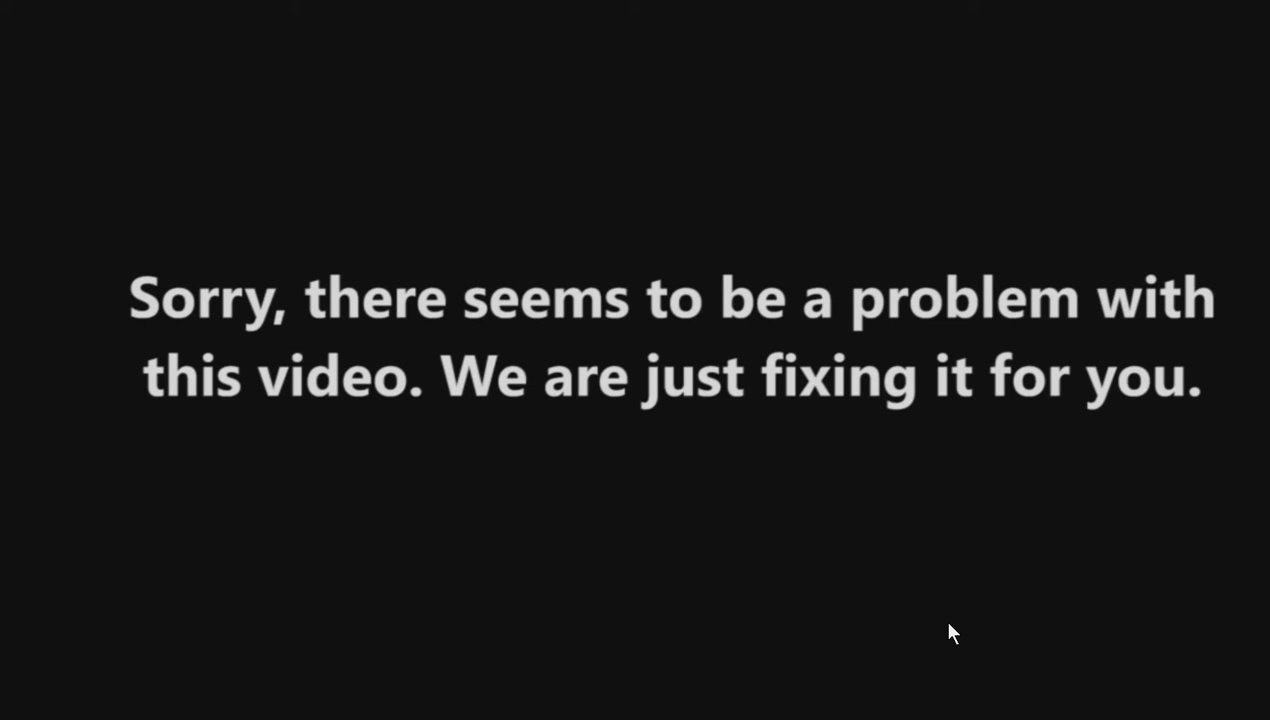 Sorry, there seems to be a problem with
this video. We are just fixing it for you.